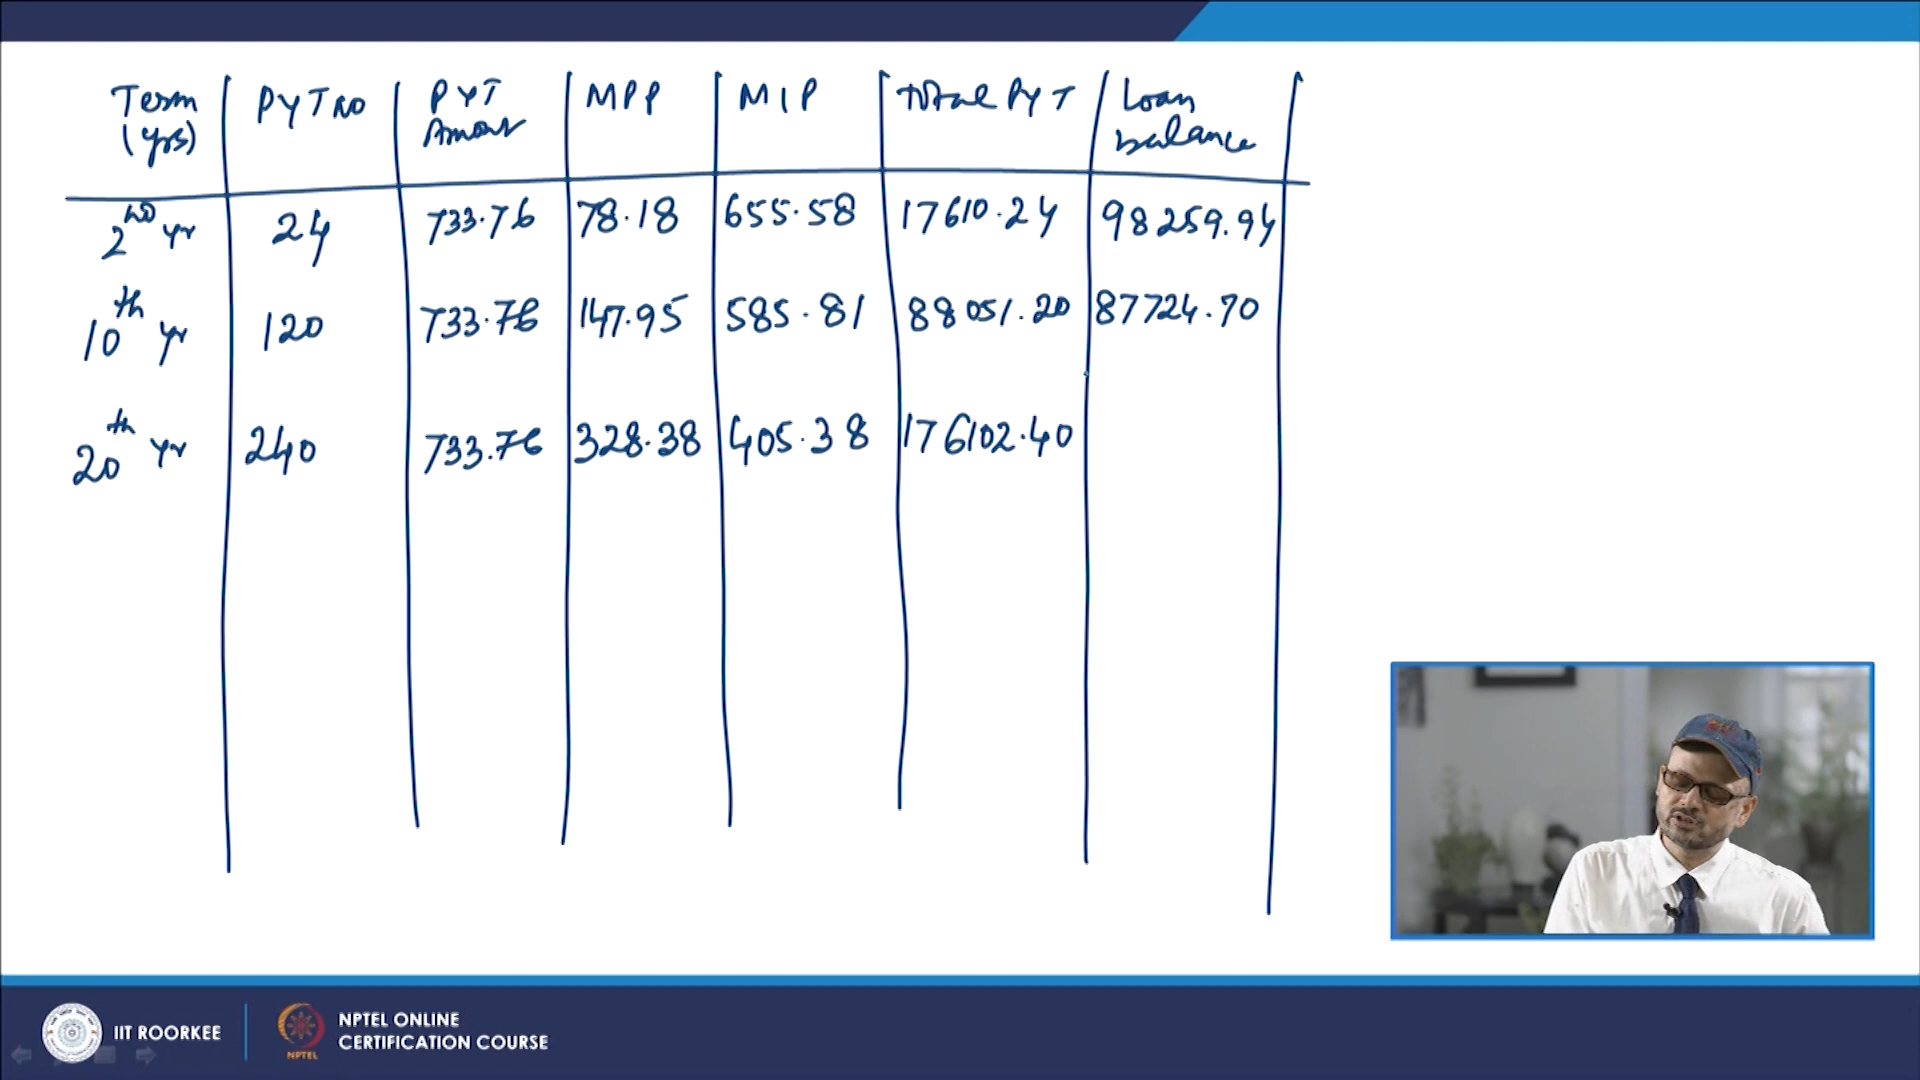 Term (yrs) PYT NO PYT Amout MPP MIP total PYT Loan balance
2nd yr 24 733.76 78.18 655.58 17610.24 98259.94
10th yr 120 733.76 147.95 585.81 88051.20 87724.70
20th yr 240 733.76 328.38 405.38 176102.40
IIT ROORKEE
NPTEL
NPTEL ONLINE
CERTIFICATION COURSE